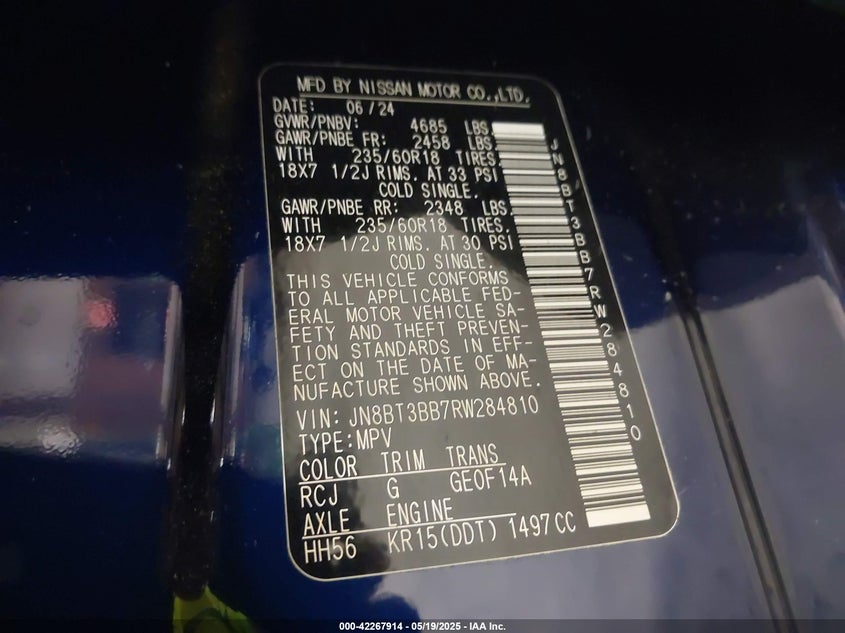 MFD BY NISSAN MOTOR CO.,LTD.
DATE: 06/24
GVWR/PNBV: 4685 LBS
GAWR/PNBE FR: 2458 LBS
WITH 235/60R18 TIRES
18X7 1/2J RIMS. AT 33 PSI
COLD SINGLE.
GAWR/PNBE RR: 2348 LBS.
WITH 235/60R18 TIRES.
18X7 1/2J RIMS. AT 30 PSI
COLD SINGLE.
THIS VEHICLE CONFORMS
TO ALL APPLICABLE FED-
ERAL MOTOR VEHICLE SA-
FETY AND THEFT PREVEN-
TION STANDARDS IN EFF-
ECT ON THE DATE OF MA-
NUFACTURE SHOWN ABOVE.
VIN: JN8BT3BB7RW284810
TYPE:MPV
COLOR TRIM TRANS
RCJ G GE0F14A
AXLE ENGINE
HH56 KR15(DDT) 1497CC
JN8BT3BB7RW284810
000-42267914 - 05/19/2025 - IAA Inc.